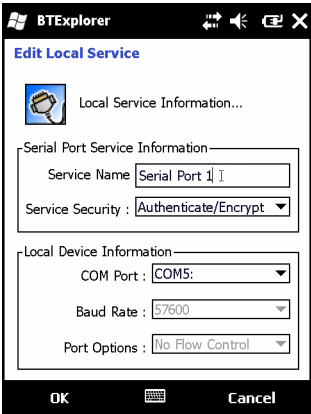 BTExplorer
Edit Local Service
Local Service Information...
Serial Port Service Information
Service Name Serial Port 1
Service Security : Authenticate/Encrypt
Local Device Information
COM Port : COM5:
Baud Rate : 57600
Port Options : No Flow Control
OK Cancel